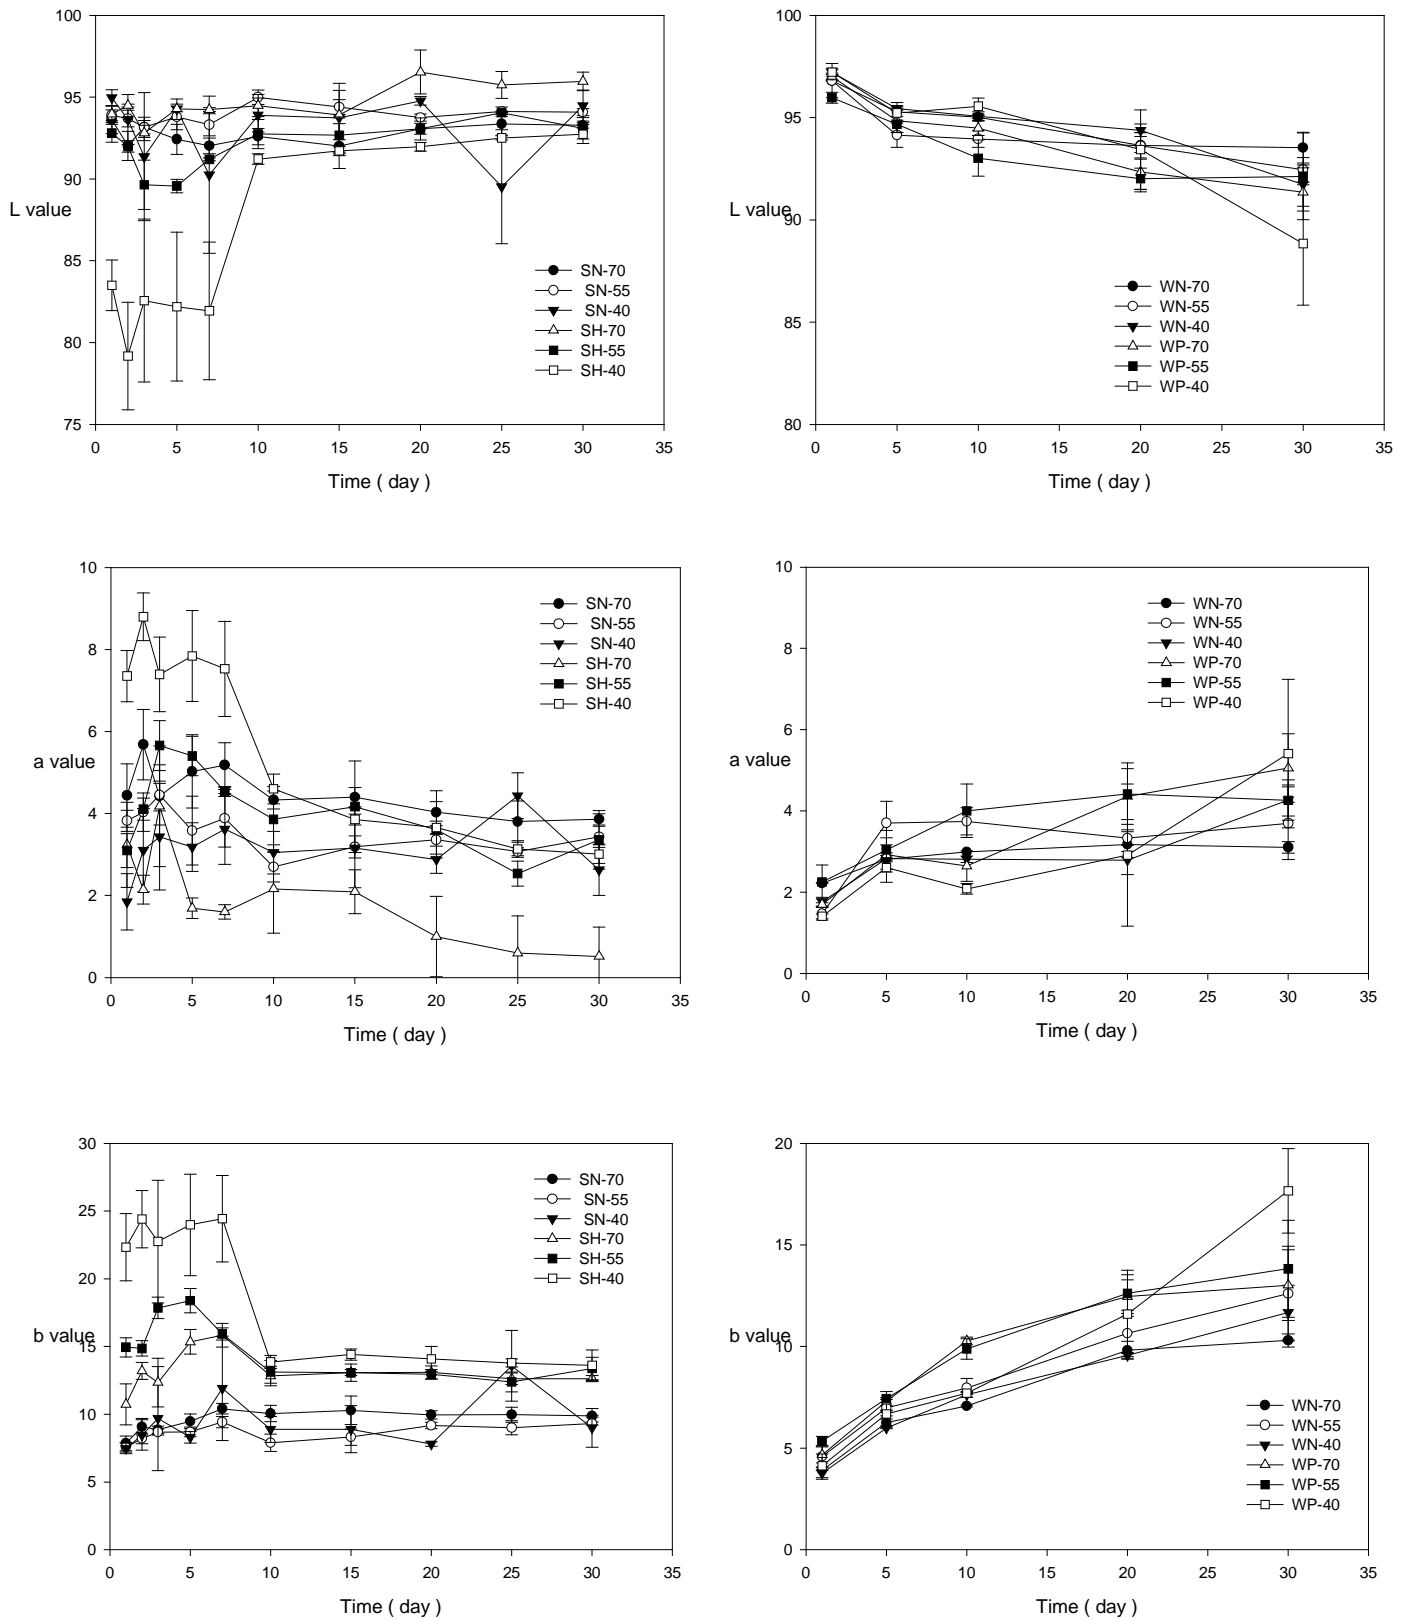 100
95
90
85
80
75
L value
0 5 10 15 20 25 30 35
Time ( day )
SN-70
SN-55
SN-40
SH-70
SH-55
SH-40
100
95
90
85
80
L value
0 5 10 15 20 25 30 35
Time ( day )
WN-70
WN-55
WN-40
WP-70
WP-55
WP-40
10
8
6
4
2
0
a value
0 5 10 15 20 25 30 35
Time ( day )
SN-70
SN-55
SN-40
SH-70
SH-55
SH-40
10
8
6
4
2
0
a value
0 5 10 15 20 25 30 35
Time ( day )
WN-70
WN-55
WN-40
WP-70
WP-55
WP-40
30
25
20
15
10
5
0
b value
0 5 10 15 20 25 30 35
Time ( day )
SN-70
SN-55
SN-40
SH-70
SH-55
SH-40
20
15
10
5
0
b value
0 5 10 15 20 25 30 35
Time ( day )
WN-70
WN-55
WN-40
WP-70
WP-55
WP-40